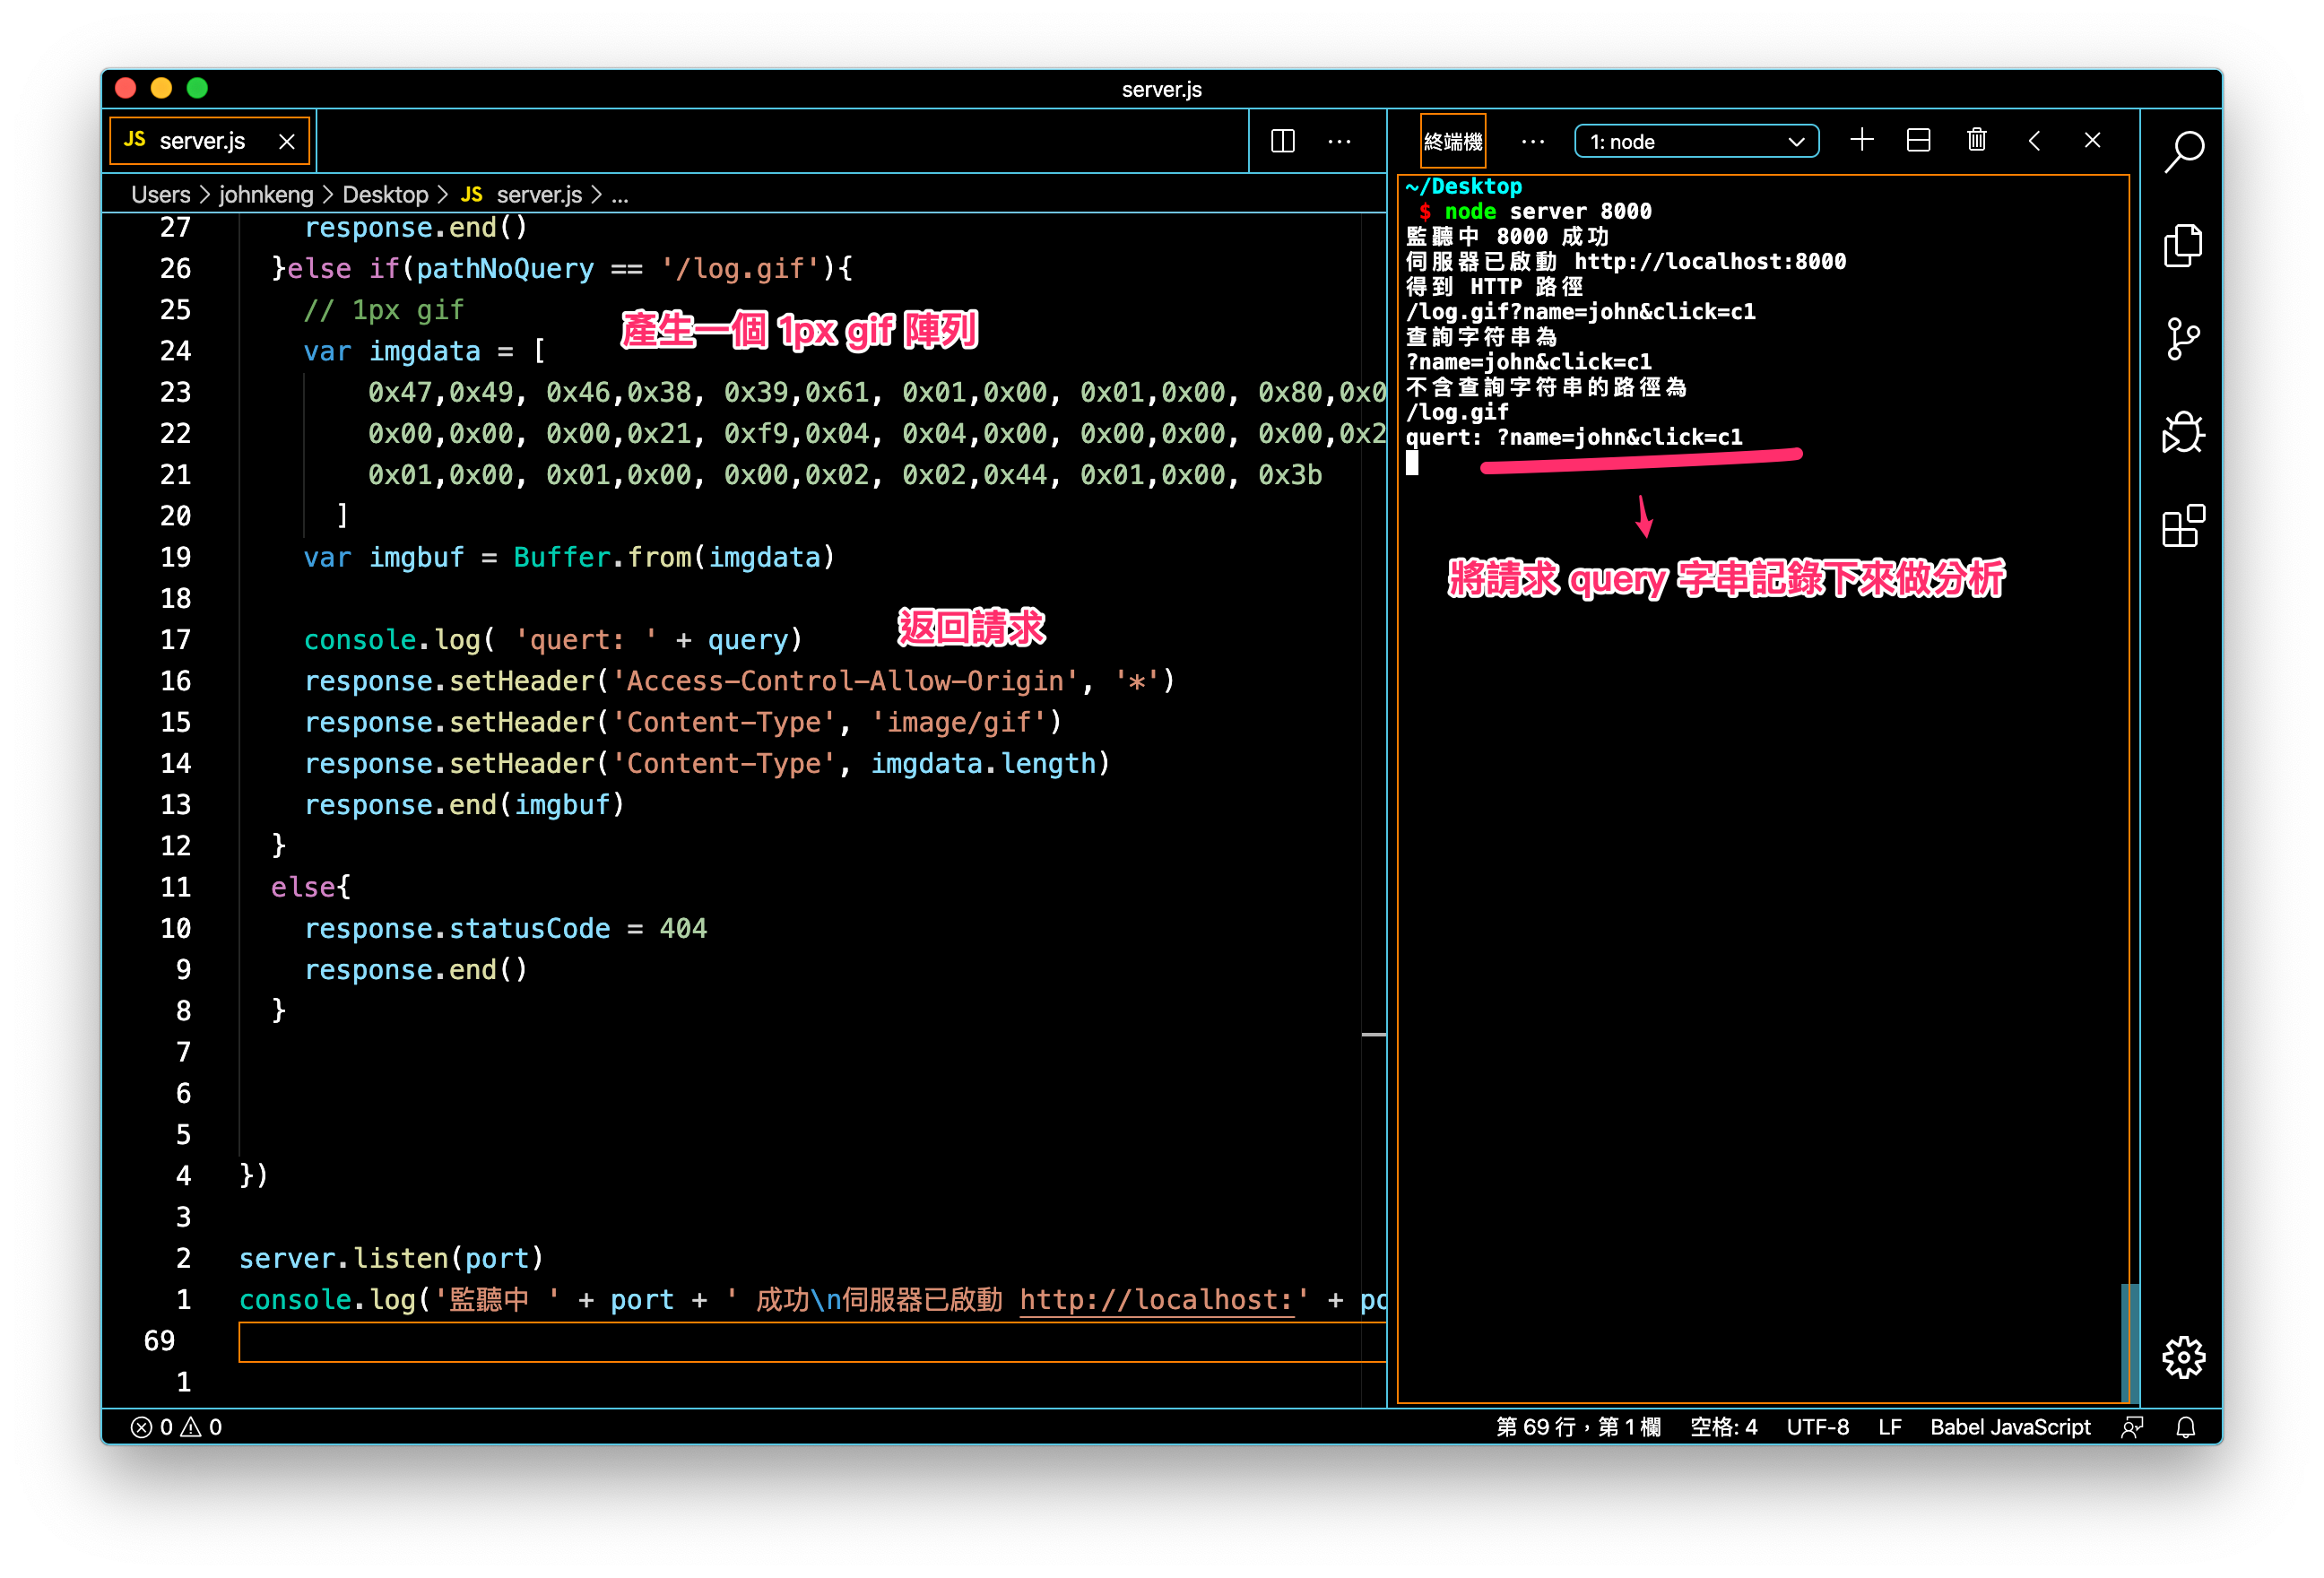 server.js
JS server.js
Users > johnkeng > Desktop > JS server.js > ...
27 response.end()
26 }else if(pathNoQuery == '/log.gif'){
25 // 1px gif
產生一個 1px gif 陣列
24 var imgdata = [
23 0x47,0x49, 0x46,0x38, 0x39,0x61, 0x01,0x00, 0x01,0x00, 0x80,0x0
22 0x00,0x00, 0x00,0x21, 0xf9,0x04, 0x04,0x00, 0x00,0x00, 0x00,0x2
21 0x01,0x00, 0x01,0x00, 0x00,0x02, 0x02,0x44, 0x01,0x00, 0x3b
20 ]
19 var imgbuf = Buffer.from(imgdata)
18
返回請求
17 console.log( 'quert: ' + query)
16 response.setHeader('Access-Control-Allow-Origin', '*')
15 response.setHeader('Content-Type', 'image/gif')
14 response.setHeader('Content-Type', imgdata.length)
13 response.end(imgbuf)
12 }
11 else{
10 response.statusCode = 404
9 response.end()
8 }
7
6
5
4 })
3
2 server.listen(port)
1 console.log('監聽中 ' + port + ' 成功\n伺服器已啟動 http://localhost:' + po
69
1
終端機 ... 1: node
~/Desktop
$ node server 8000
監聽中 8000 成功
伺服器已啟動 http://localhost:8000
得到 HTTP 路徑
/log.gif?name=john&click=c1
查詢字符串為
?name=john&click=c1
不含查詢字符串的路徑為
/log.gif
quert: ?name=john&click=c1
將請求 query 字串記錄下來做分析
0 0
第 69 行，第 1 欄 空格: 4 UTF-8 LF Babel JavaScript